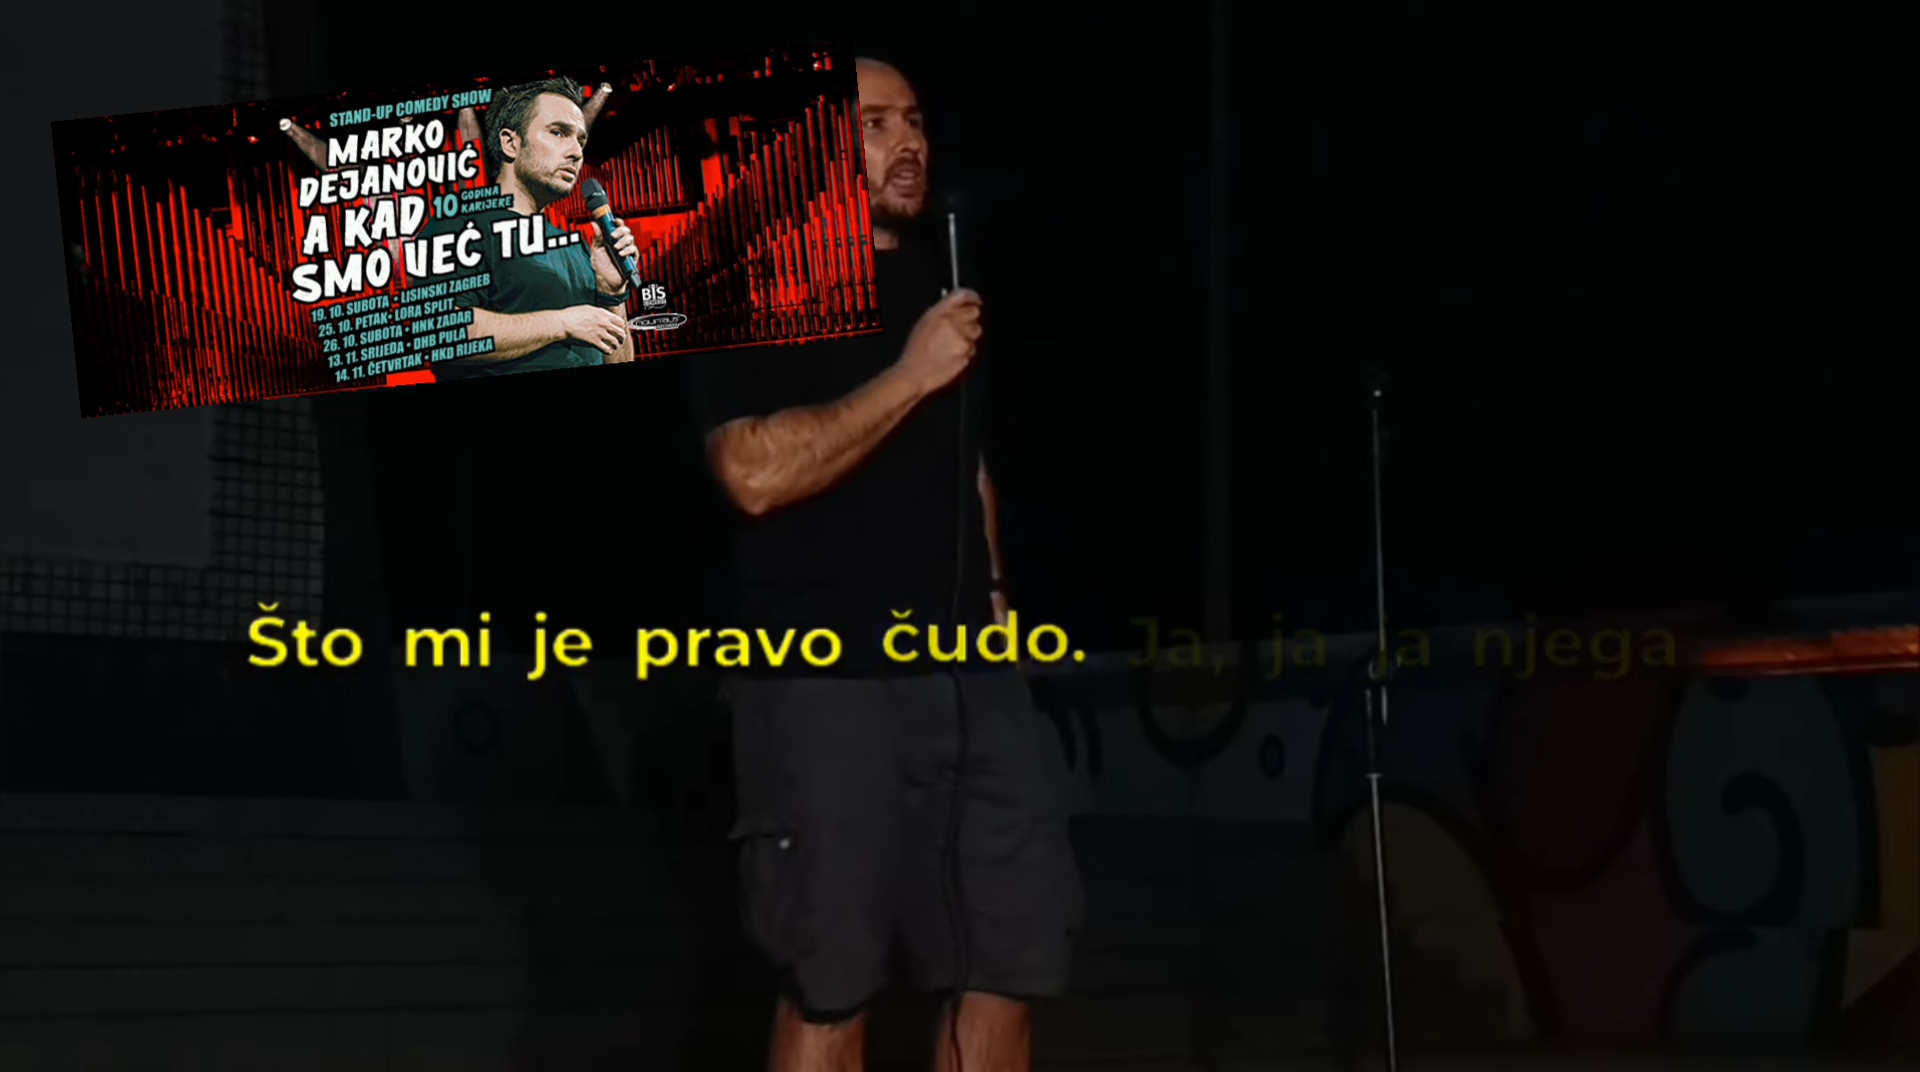 STAND-UP COMEDY SHOW
MARKO
DEJANOVIĆ
A KAD
10 GODINA
KARIJERE
SMO VEĆ TU...
19. 10. SUBOTA • LISINSKI ZAGREB
25. 10. PETAK • LORA SPLIT
26. 10. SUBOTA • HNK ZADAR
13. 11. SRIJEDA • DHB PULA
14. 11. ČETVRTAK • HKD RIJEKA
BIS
Što mi je pravo čudo. Ja, ja ja njega